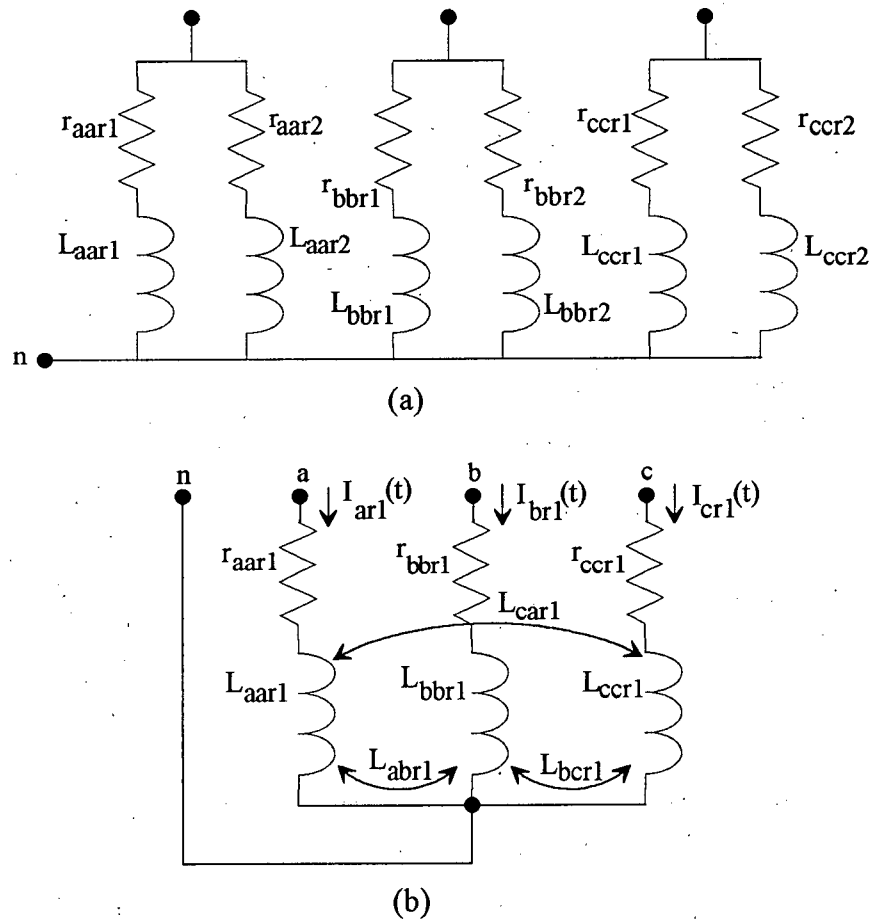 r_aar1 r_aar2 r_bbr1 r_bbr2 r_ccr1 r_ccr2
L_aar1 L_aar2 L_bbr1 L_bbr2 L_ccr1 L_ccr2
n
(a)
n a b c
I_ar1(t) I_br1(t) I_cr1(t)
r_aar1 r_bbr1 r_ccr1
L_car1
L_aar1 L_bbr1 L_ccr1
L_abr1 L_bcr1
(b)